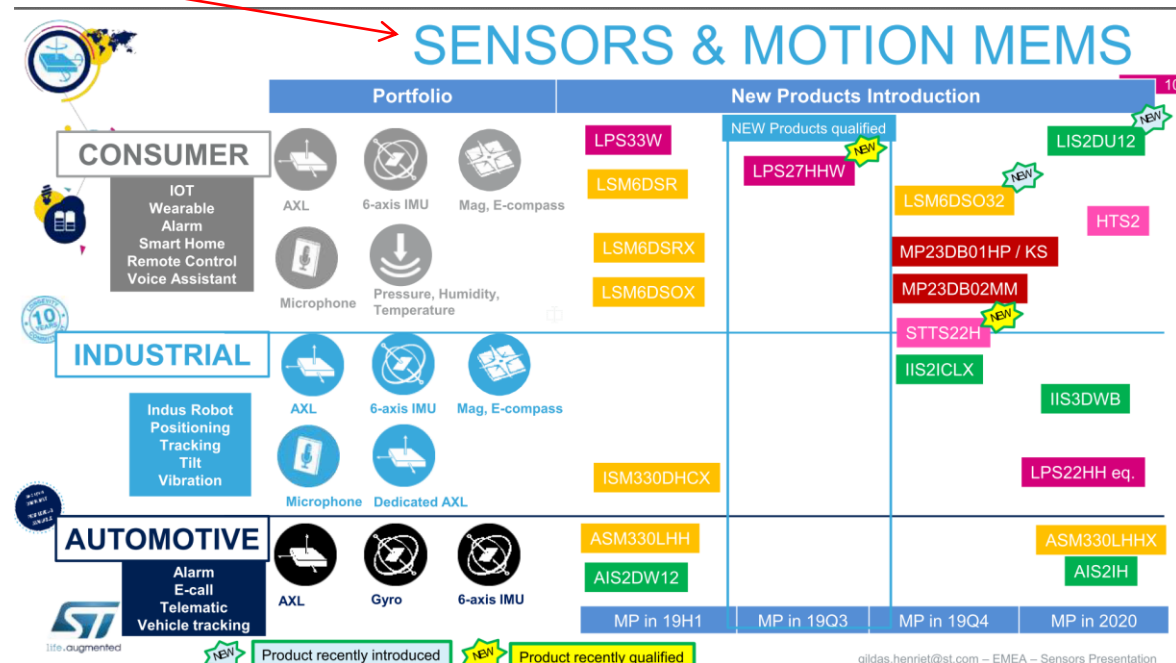 SENSORS & MOTION MEMS
Portfolio
New Products Introduction
10
CONSUMER
IOT
Wearable
Alarm
Smart Home
Remote Control
Voice Assistant
AXL
6-axis IMU
Mag, E-compass
Microphone
Pressure, Humidity,
Temperature
LPS33W
LSM6DSR
LSM6DSRX
LSM6DSOX
NEW Products qualified
NEW
LPS27HHW
NEW
LIS2DU12
NEW
LSM6DSO32
HTS2
MP23DB01HP / KS
MP23DB02MM
NEW
STTS22H
LONGEVITY
10
YEARS
INDUSTRIAL
Indus Robot
Positioning
Tracking
Tilt
Vibration
AXL
6-axis IMU
Mag, E-compass
Microphone
Dedicated AXL
IIS2ICLX
IIS3DWB
ISM330DHCX
LPS22HH eq.
AUTOMOTIVE
Alarm
E-call
Telematic
Vehicle tracking
AXL
Gyro
6-axis IMU
ASM330LHH
AIS2DW12
ASM330LHHX
AIS2IH
MP in 19H1
MP in 19Q3
MP in 19Q4
MP in 2020
ST
life.augmented
NEW
Product recently introduced
NEW
Product recently qualified
gildas.henriet@st.com – EMEA – Sensors Presentation –